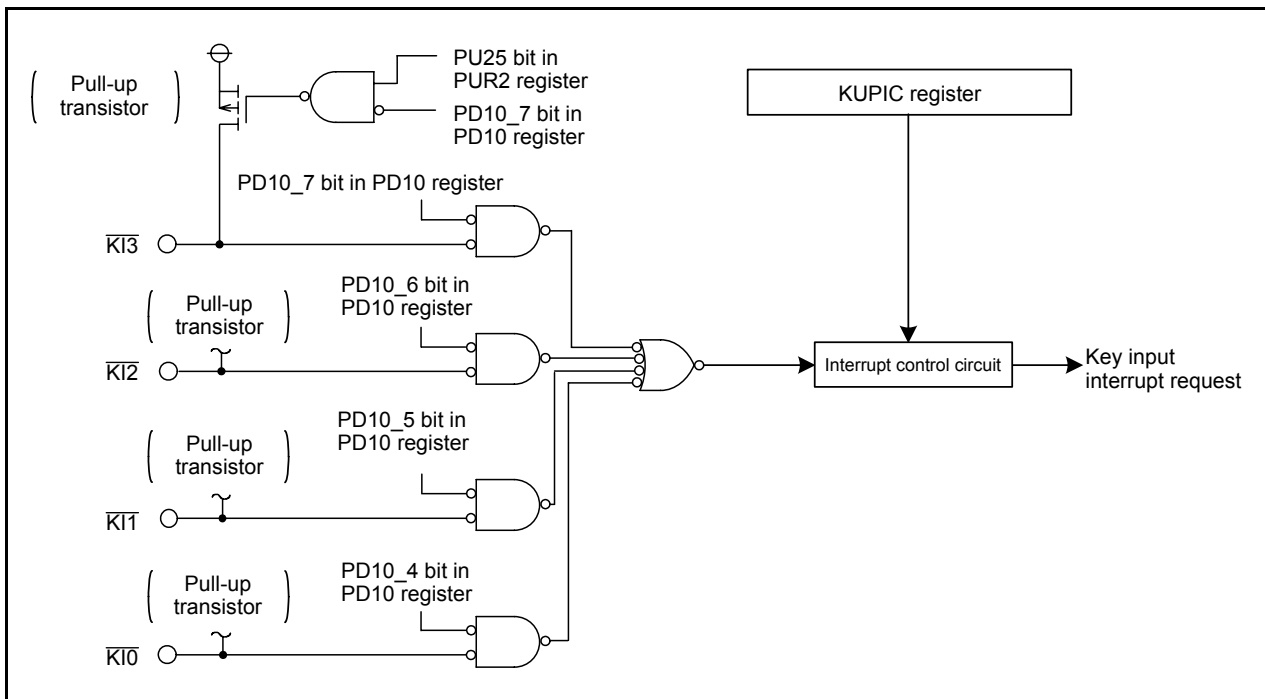 Pull-up
transistor
PU25 bit in
PUR2 register
PD10_7 bit in
PD10 register
KUPIC register
PD10_7 bit in PD10 register
KI3
Pull-up
transistor
PD10_6 bit in
PD10 register
KI2
Interrupt control circuit
Key input
interrupt request
Pull-up
transistor
PD10_5 bit in
PD10 register
KI1
Pull-up
transistor
PD10_4 bit in
PD10 register
KI0